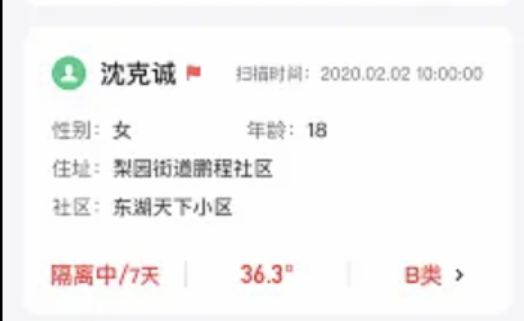 沈克诚 扫描时间：2020.02.02 10:00:00
性别：女 年龄：18
住址：梨园街道鹏程社区
社区：东湖天下小区
隔离中/7天 36.3° B类 >